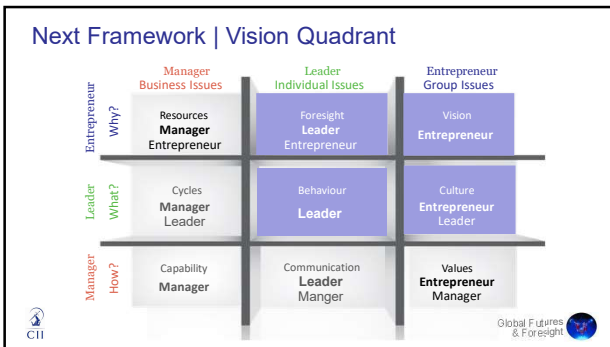 Next Framework | Vision Quadrant
Manager
Business Issues
Leader
Individual Issues
Entrepreneur
Group Issues
Entrepreneur
Why?
Resources
Manager
Entrepreneur
Foresight
Leader
Entrepreneur
Vision
Entrepreneur
Leader
What?
Cycles
Manager
Leader
Behaviour
Leader
Culture
Entrepreneur
Leader
Manager
How?
Capability
Manager
Communication
Leader
Manger
Values
Entrepreneur
Manager
CII
Global Futures
& Foresight